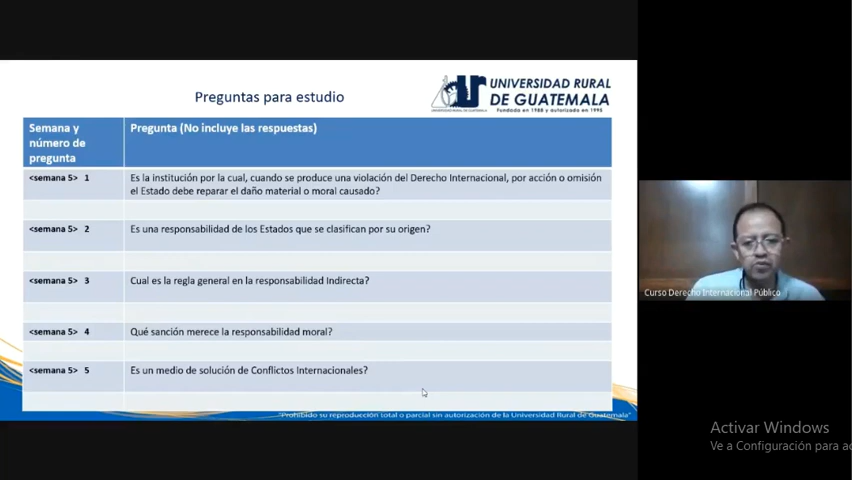 Preguntas para estudio
UNIVERSIDAD RURAL
DE GUATEMALA
Fundada en 1988 y autorizada en 1995
Semana y
número de
pregunta
Pregunta (No incluye las respuestas)
<semana 5> 1
Es la institución por la cual, cuando se produce una violación del Derecho Internacional, por acción o omisión
el Estado debe reparar el daño material o moral causado?
<semana 5> 2
Es una responsabilidad de los Estados que se clasifican por su origen?
<semana 5> 3
Cual es la regla general en la responsabilidad Indirecta?
<semana 5> 4
Qué sanción merece la responsabilidad moral?
<semana 5> 5
Es un medio de solución de Conflictos Internacionales?
"Prohibido su reproducción total o parcial sin autorización de la Universidad Rural de Guatemala"
Curso Derecho Internacional Público
Activar Windows
Ve a Configuración para ac